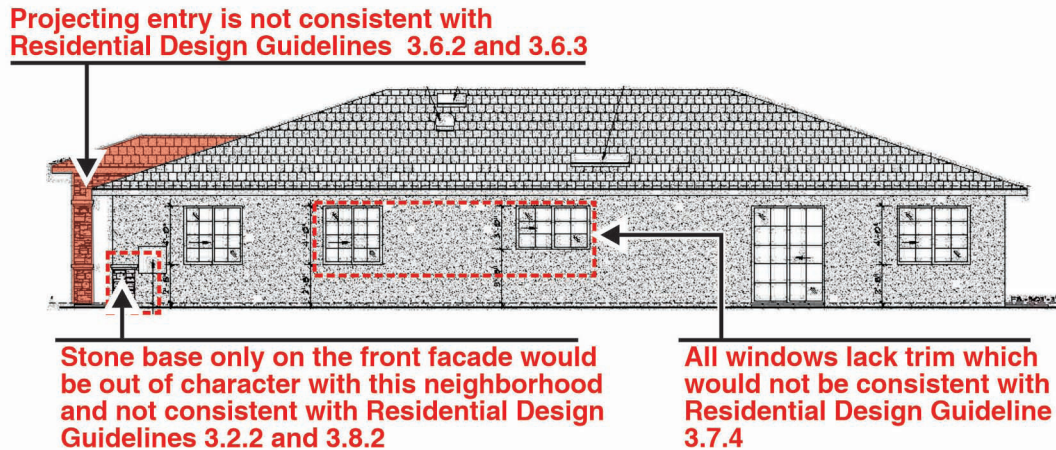 Projecting entry is not consistent with
Residential Design Guidelines 3.6.2 and 3.6.3
Stone base only on the front facade would
be out of character with this neighborhood
and not consistent with Residential Design
Guidelines 3.2.2 and 3.8.2
All windows lack trim which
would not be consistent with
Residential Design Guideline
3.7.4